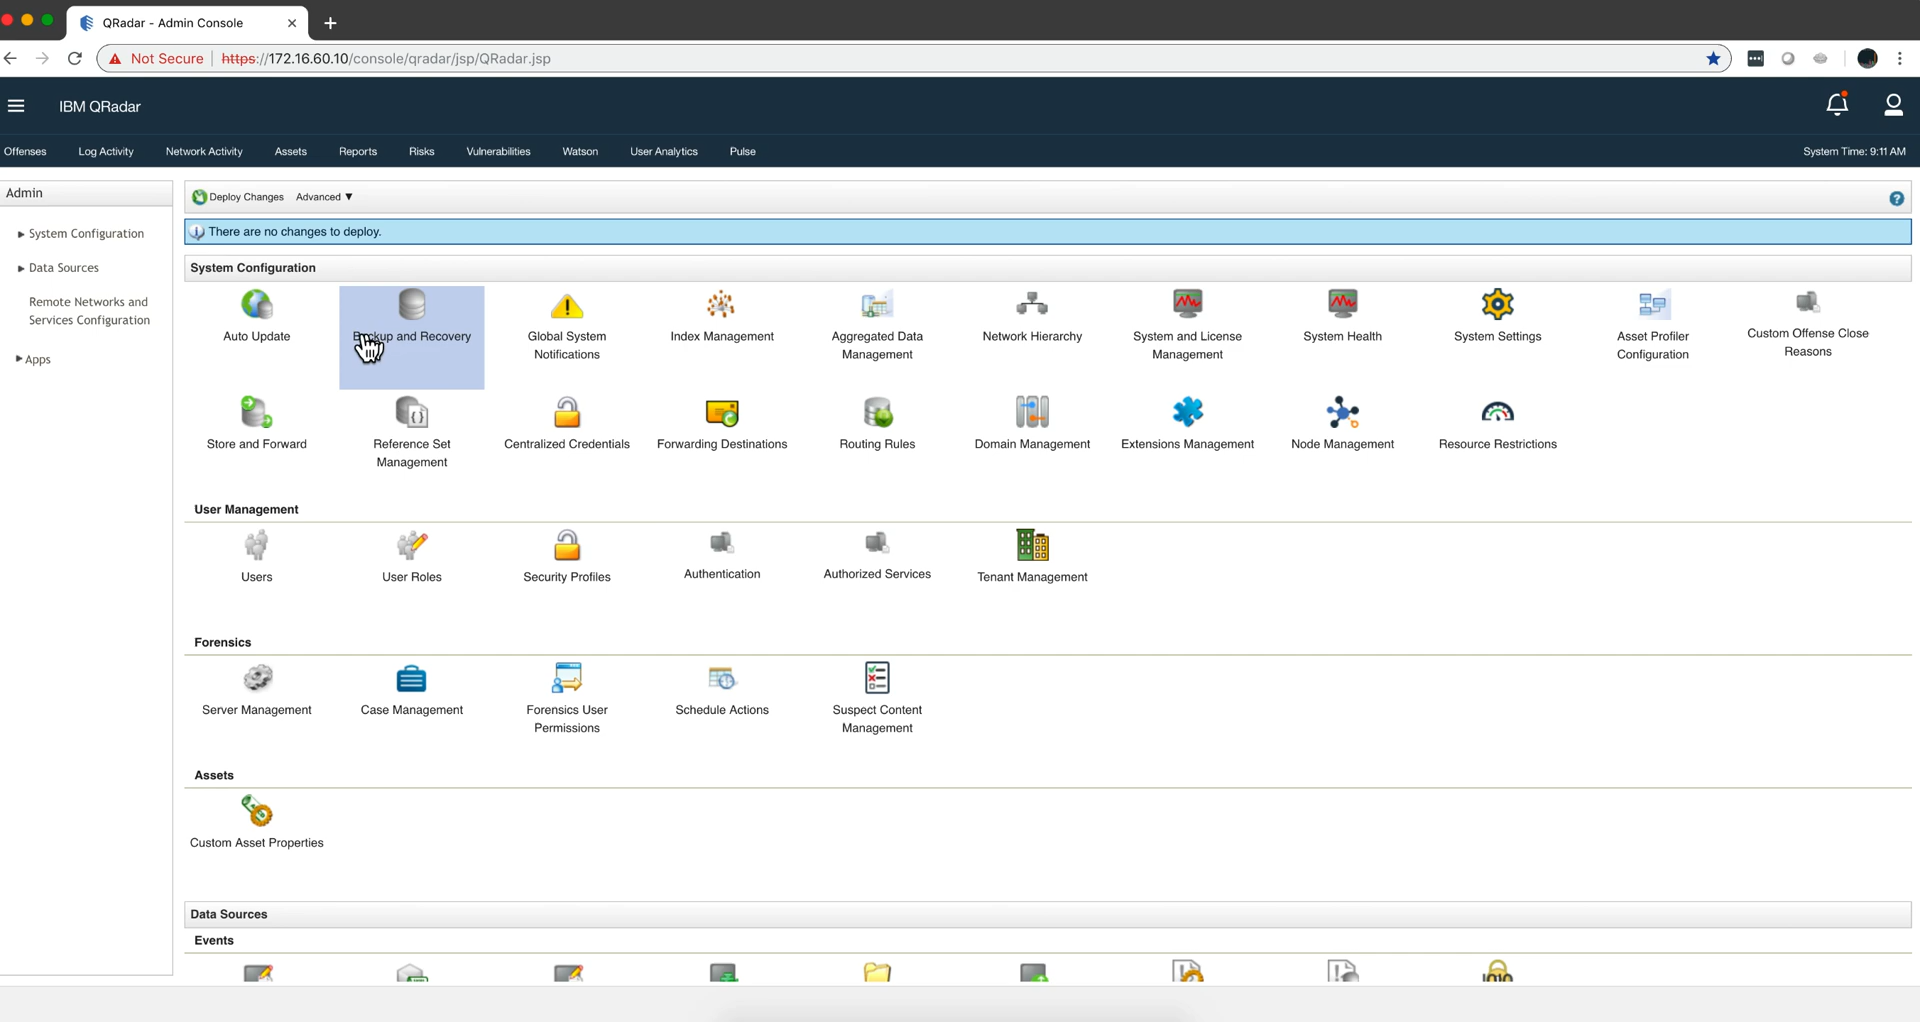 QRadar - Admin Console
Not Secure
https://172.16.60.10/console/qradar/jsp/QRadar.jsp
IBM QRadar
Offenses
Log Activity
Network Activity
Assets
Reports
Risks
Vulnerabilities
Watson
User Analytics
Pulse
System Time: 9:11 AM
Admin
System Configuration
Data Sources
Remote Networks and
Services Configuration
Apps
Deploy Changes
Advanced ▼
There are no changes to deploy.
System Configuration
Auto Update
Backup and Recovery
Global System
Notifications
Index Management
Aggregated Data
Management
Network Hierarchy
System and License
Management
System Health
System Settings
Asset Profiler
Configuration
Custom Offense Close
Reasons
Store and Forward
Reference Set
Management
Centralized Credentials
Forwarding Destinations
Routing Rules
Domain Management
Extensions Management
Node Management
Resource Restrictions
User Management
Users
User Roles
Security Profiles
Authentication
Authorized Services
Tenant Management
Forensics
Server Management
Case Management
Forensics User
Permissions
Schedule Actions
Suspect Content
Management
Assets
Custom Asset Properties
Data Sources
Events